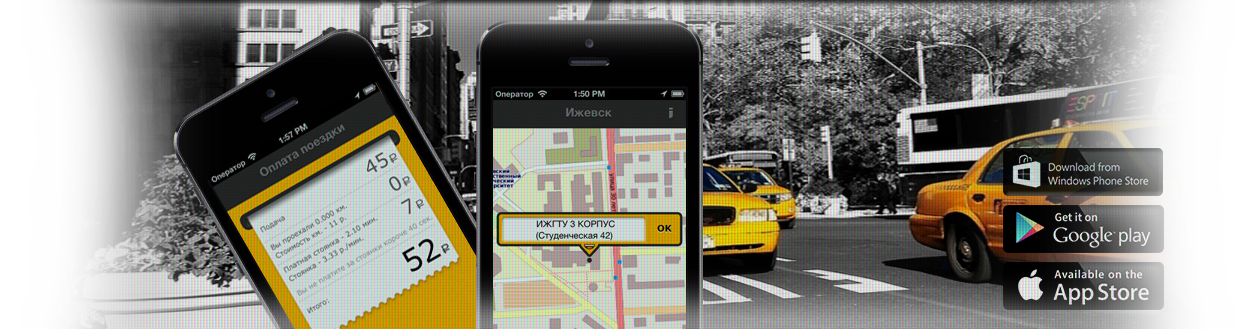 Оператор 1:57 PM
Оплата поездки
Подача 45 ₽
Вы проехали 0,000 км.
Стоимость км. - 11 р. 0 ₽
Платная стоянка - 2,10 мин.
Стоянка - 3,33 р./мин. 7 ₽
Вы не платите за стоянки короче 40 сек.
Итого: 52 ₽
Оператор 1:50 PM
Ижевск i
ИЖГТУ 3 КОРПУС
(Студенческая 42)
OK
ESPRIT
Download from
Windows Phone Store
Get it on
Google play
Available on the
App Store